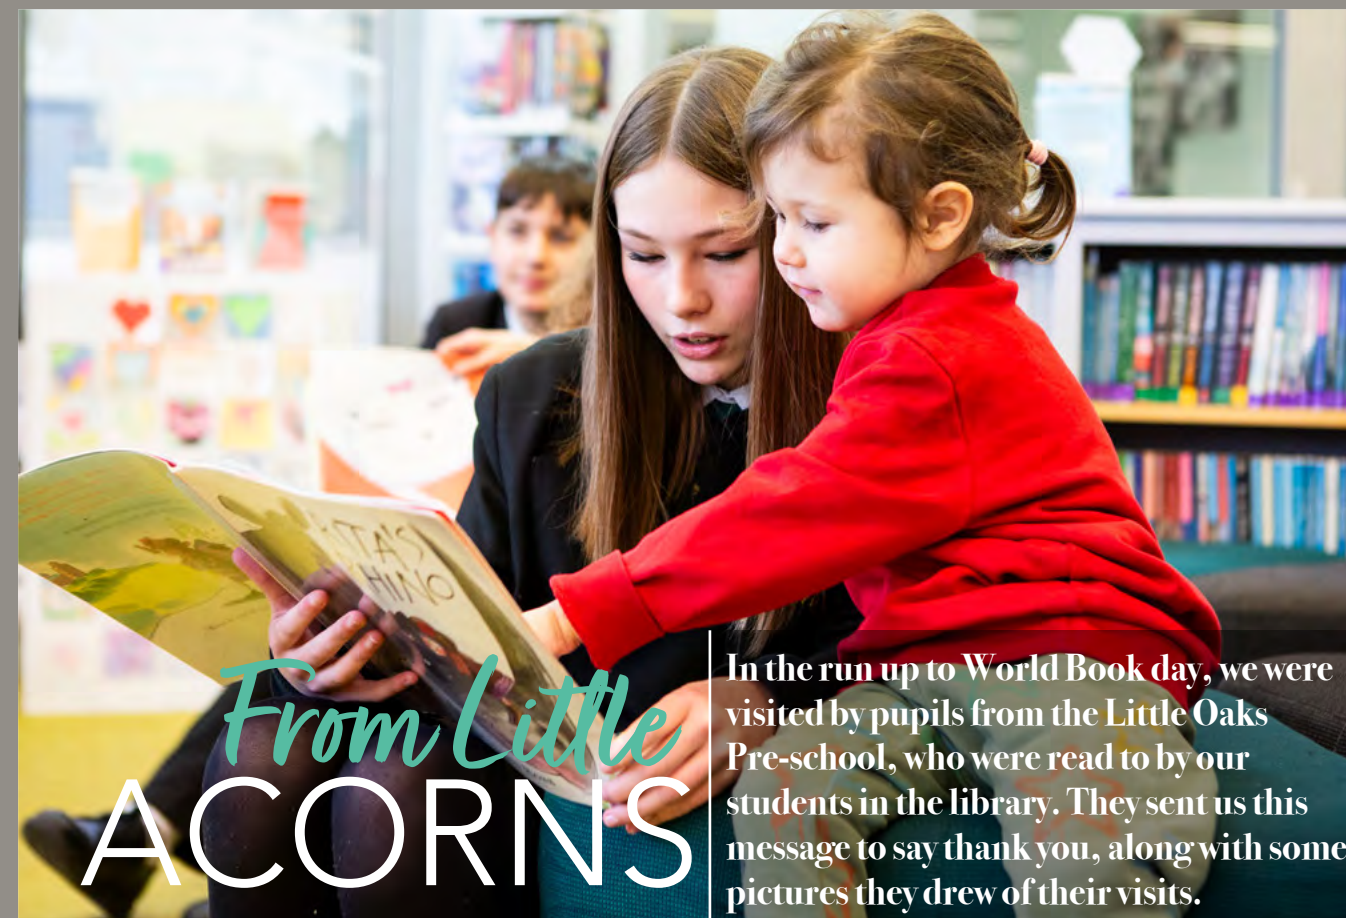 From Little
ACORNS
In the run up to World Book day, we were
visited by pupils from the Little Oaks
Pre-school, who were read to by our
students in the library. They sent us this
message to say thank you, along with some
pictures they drew of their visits.